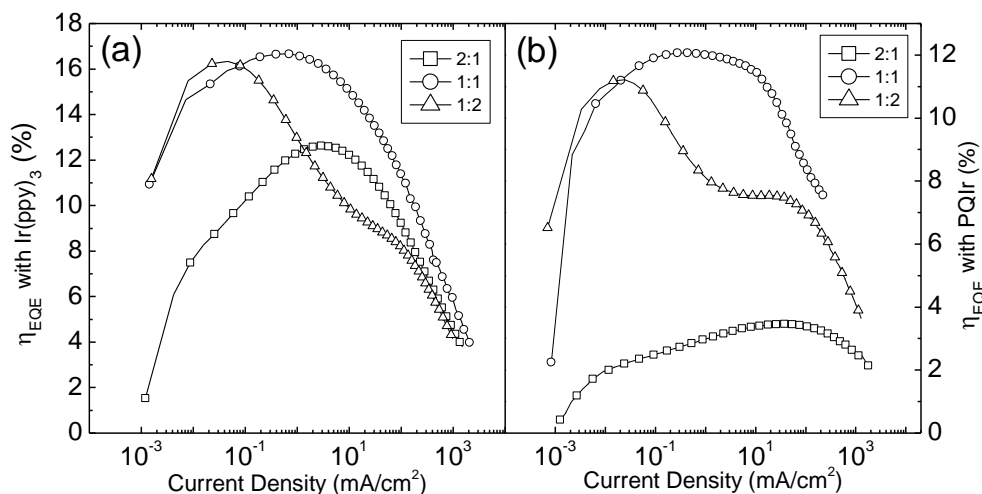 (a)
2:1
1:1
1:2
18
16
14
12
10
8
6
4
2
0
η_EQE with Ir(ppy)_3 (%)
10^-3 10^-1 10^1 10^3
Current Density (mA/cm^2)
(b)
2:1
1:1
1:2
12
10
8
6
4
2
0
η_EQE with PQIr (%)
10^-3 10^-1 10^1 10^3
Current Density (mA/cm^2)